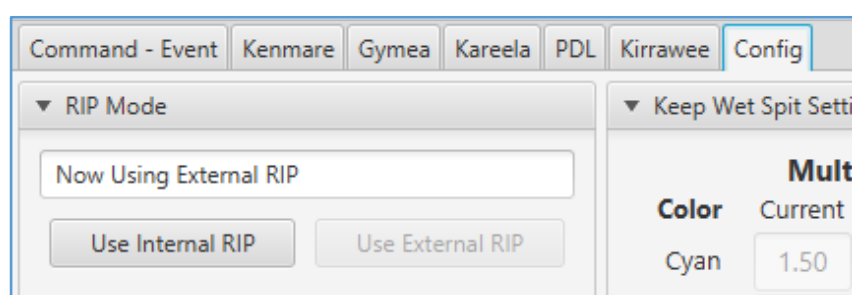 Command - Event Kenmare Gymea Kareela PDL Kirrawee Config
RIP Mode
Now Using External RIP
Use Internal RIP Use External RIP
Keep Wet Spit Setti
Mult
Color Current
Cyan 1.50